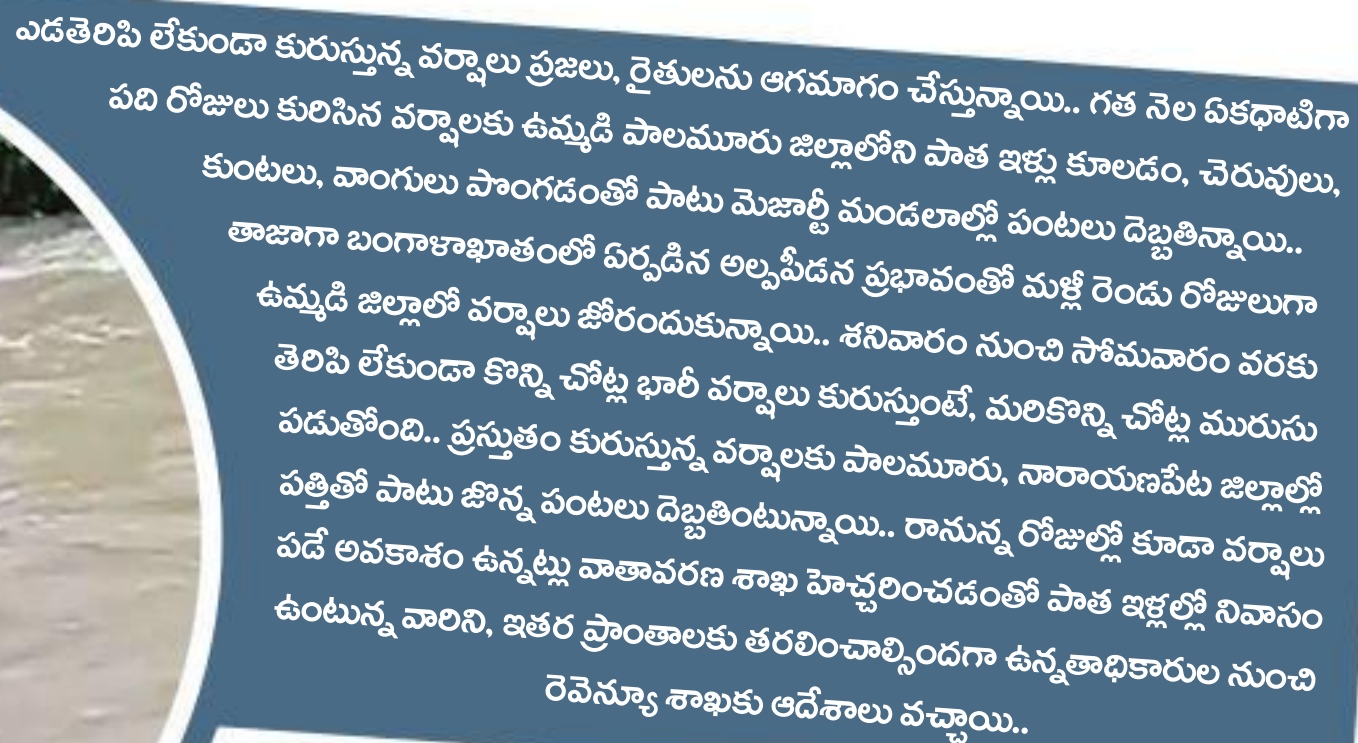 ఎడతెరిపి లేకుండా కురుస్తున్న వర్షాలు ప్రజలు, రైతులను ఆగమాగం చేస్తున్నాయి.. గత నెల ఏకధాటిగా
పది రోజులు కురిసిన వర్షాలకు ఉమ్మడి పాలమూరు జిల్లాలోని పాత ఇళ్లు కూలడం, చెరువులు,
కుంటలు, వాంగులు పొంగడంతో పాటు మెజార్టీ మండలాల్లో పంటలు దెబ్బతిన్నాయి..
తాజాగా బంగాళాఖాతంలో ఏర్పడిన అల్పపీడన ప్రభావంతో మళ్లీ రెండు రోజులుగా
ఉమ్మడి జిల్లాలో వర్షాలు జోరందుకున్నాయి.. శనివారం నుంచి సోమవారం వరకు
తెరిపి లేకుండా కొన్ని చోట్ల భారీ వర్షాలు కురుస్తుంటే, మరికొన్ని చోట్ల మురుసు
పడుతోంది.. ప్రస్తుతం కురుస్తున్న వర్షాలకు పాలమూరు, నారాయణపేట జిల్లాల్లో
పత్తితో పాటు జొన్న పంటలు దెబ్బతింటున్నాయి.. రానున్న రోజుల్లో కూడా వర్షాలు
పడే అవకాశం ఉన్నట్లు వాతావరణ శాఖ హెచ్చరించడంతో పాత ఇళ్లల్లో నివాసం
ఉంటున్న వారిని, ఇతర ప్రాంతాలకు తరలించాల్సిందగా ఉన్నతాధికారుల నుంచి
రెవెన్యూ శాఖకు ఆదేశాలు వచ్చాయి..